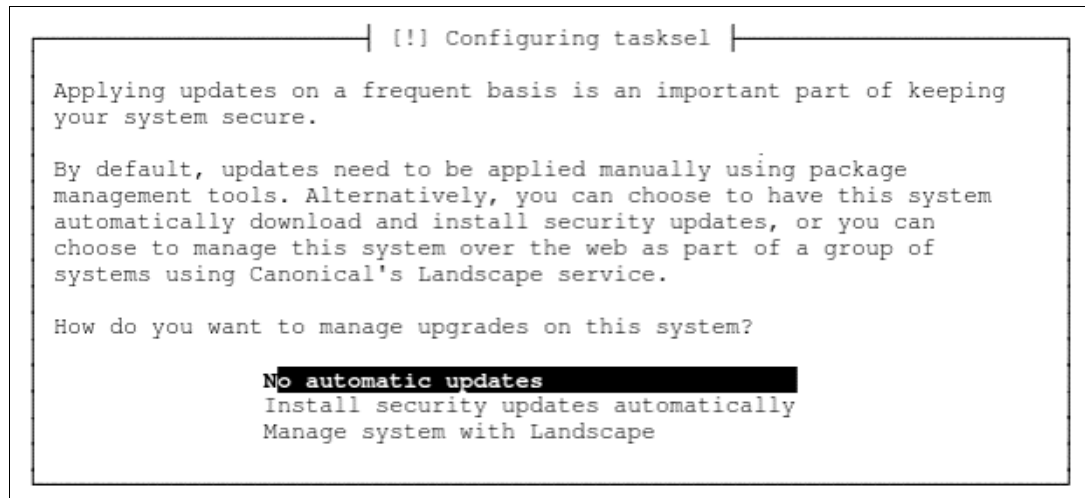 [!] Configuring tasksel
Applying updates on a frequent basis is an important part of keeping
your system secure.
By default, updates need to be applied manually using package
management tools. Alternatively, you can choose to have this system
automatically download and install security updates, or you can
choose to manage this system over the web as part of a group of
systems using Canonical's Landscape service.
How do you want to manage upgrades on this system?
No automatic updates
Install security updates automatically
Manage system with Landscape